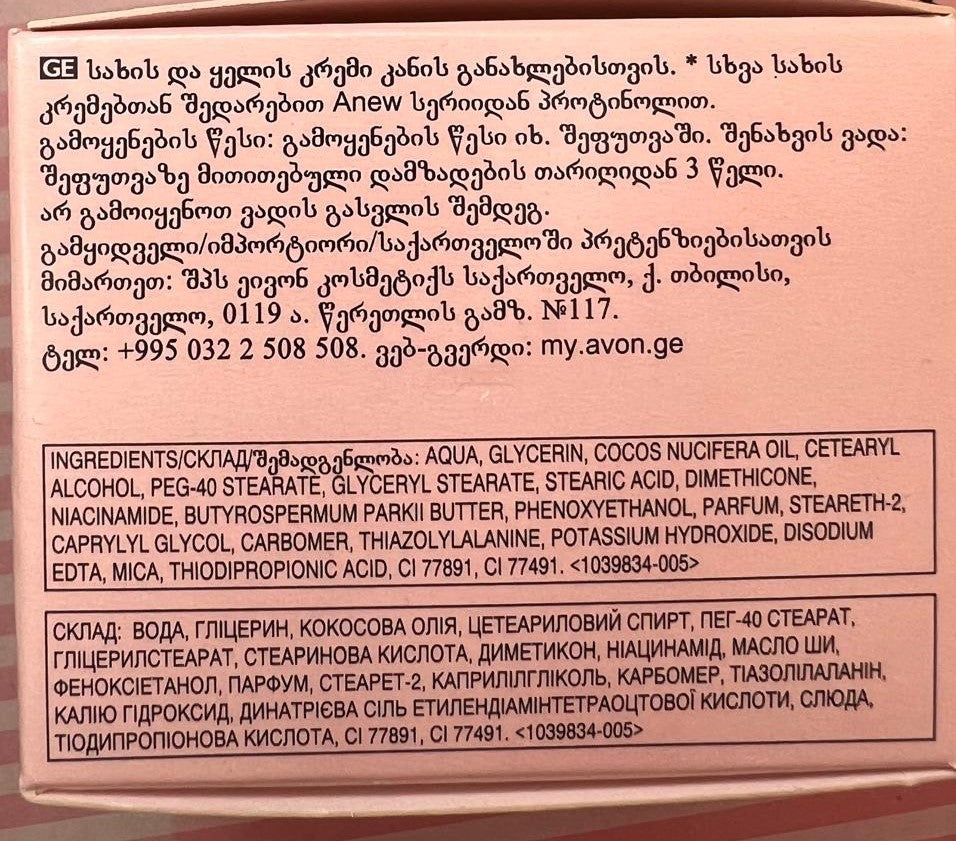 GE სახის და ყელის კრემი კანის განახლებისთვის. * სხვა სახის
კრემებთან შედარებით Anew სერიიდან პროტინოლით.
გამოყენების წესი: გამოყენების წესი იხ. შეფუთვაში. შენახვის ვადა:
შეფუთვაზე მითითებული დამზადების თარიღიდან 3 წელი.
არ გამოიყენოთ ვადის გასვლის შემდეგ.
გამყიდველი/იმპორტიორი/საქართველოში პრეტენზიებისათვის
მიმართეთ: შპს ეივონ კოსმეტიქს საქართველო, ქ. თბილისი,
საქართველო, 0119 ა. წერეთლის გამზ. №117.
ტელ: +995 032 2 508 508. ვებ-გვერდი: my.avon.ge
INGREDIENTS/СКЛАД/შემადგენლობა: AQUA, GLYCERIN, COCOS NUCIFERA OIL, CETEARYL
ALCOHOL, PEG-40 STEARATE, GLYCERYL STEARATE, STEARIC ACID, DIMETHICONE,
NIACINAMIDE, BUTYROSPERMUM PARKII BUTTER, PHENOXYETHANOL, PARFUM, STEARETH-2,
CAPRYLYL GLYCOL, CARBOMER, THIAZOLYLALANINE, POTASSIUM HYDROXIDE, DISODIUM
EDTA, MICA, THIODIPROPIONIC ACID, CI 77891, CI 77491. <1039834-005>
СКЛАД: ВОДА, ГЛІЦЕРИН, КОКОСОВА ОЛІЯ, ЦЕТЕАРИЛОВИЙ СПИРТ, ПЕГ-40 СТЕАРАТ,
ГЛІЦЕРИЛСТЕАРАТ, СТЕАРИНОВА КИСЛОТА, ДИМЕТИКОН, НІАЦИНАМІД, МАСЛО ШИ,
ФЕНОКСІЕТАНОЛ, ПАРФУМ, СТЕАРЕТ-2, КАПРИЛІЛГЛІКОЛЬ, КАРБОМЕР, ТІАЗОЛІЛАЛАНІН,
КАЛІЮ ГІДРОКСИД, ДИНАТРІЄВА СІЛЬ ЕТИЛЕНДІАМІНТЕТРАОЦТОВОЇ КИСЛОТИ, СЛЮДА,
ТІОДИПРОПІОНОВА КИСЛОТА, CI 77891, CI 77491. <1039834-005>